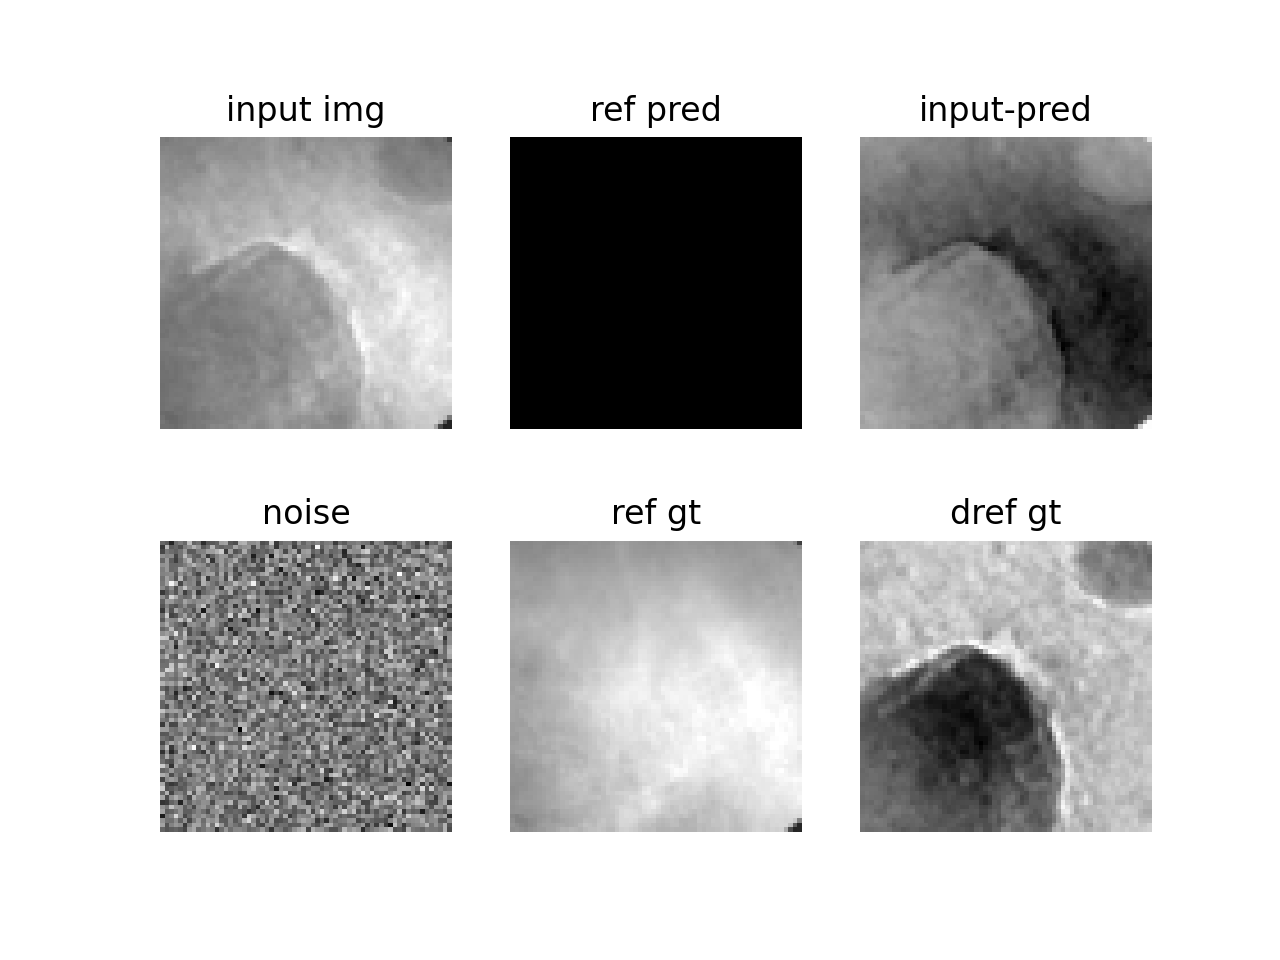 input img
ref pred
input-pred
noise
ref gt
dref gt